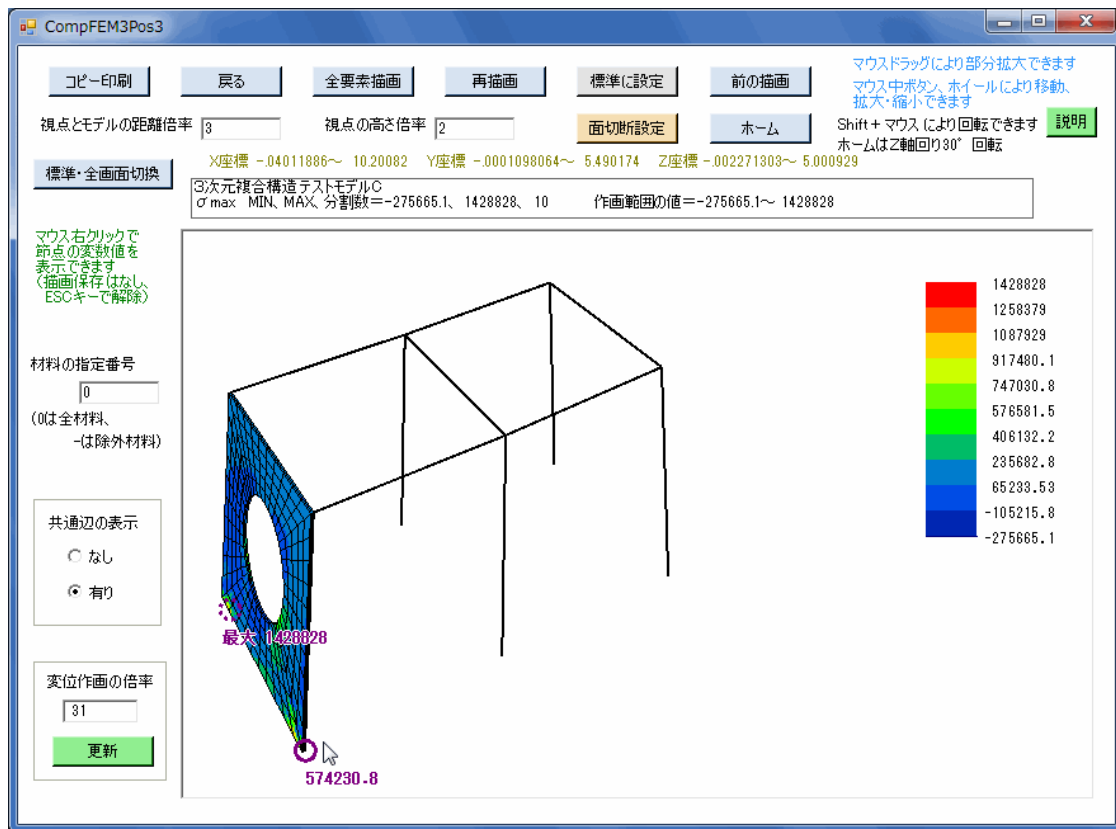 CompFEM3Pos3
コピー印刷
戻る
全要素描画
再描画
標準に設定
前の描画
マウスドラッグにより部分拡大できます
マウス中ボタン、ホイールにより移動、
拡大・縮小できます
視点とモデルの距離倍率
3
視点の高さ倍率
2
面切断設定
ホーム
Shift+マウスにより回転できます
ホームはZ軸回り30° 回転
説明
標準・全画面切換
X座標 -.04011886~ 10.20082 Y座標 -.0001098064~ 5.490174 Z座標 -.002271303~ 5.000929
3次元複合構造テストモデルC
σmax MIN、MAX、分割数=-275665.1、 1428828、 10 作画範囲の値=-275665.1~ 1428828
マウス右クリックで
節点の変数値を
表示できます
(描画保存はなし、
ESCキーで解除)
材料の指定番号
0
(0は全材料、
-は除外材料)
共通辺の表示
なし
有り
変位作画の倍率
31
更新
1428828
1258379
1087929
917480.1
747030.8
576581.5
406132.2
235682.8
65233.53
-105215.8
-275665.1
最大 1428828
574230.8